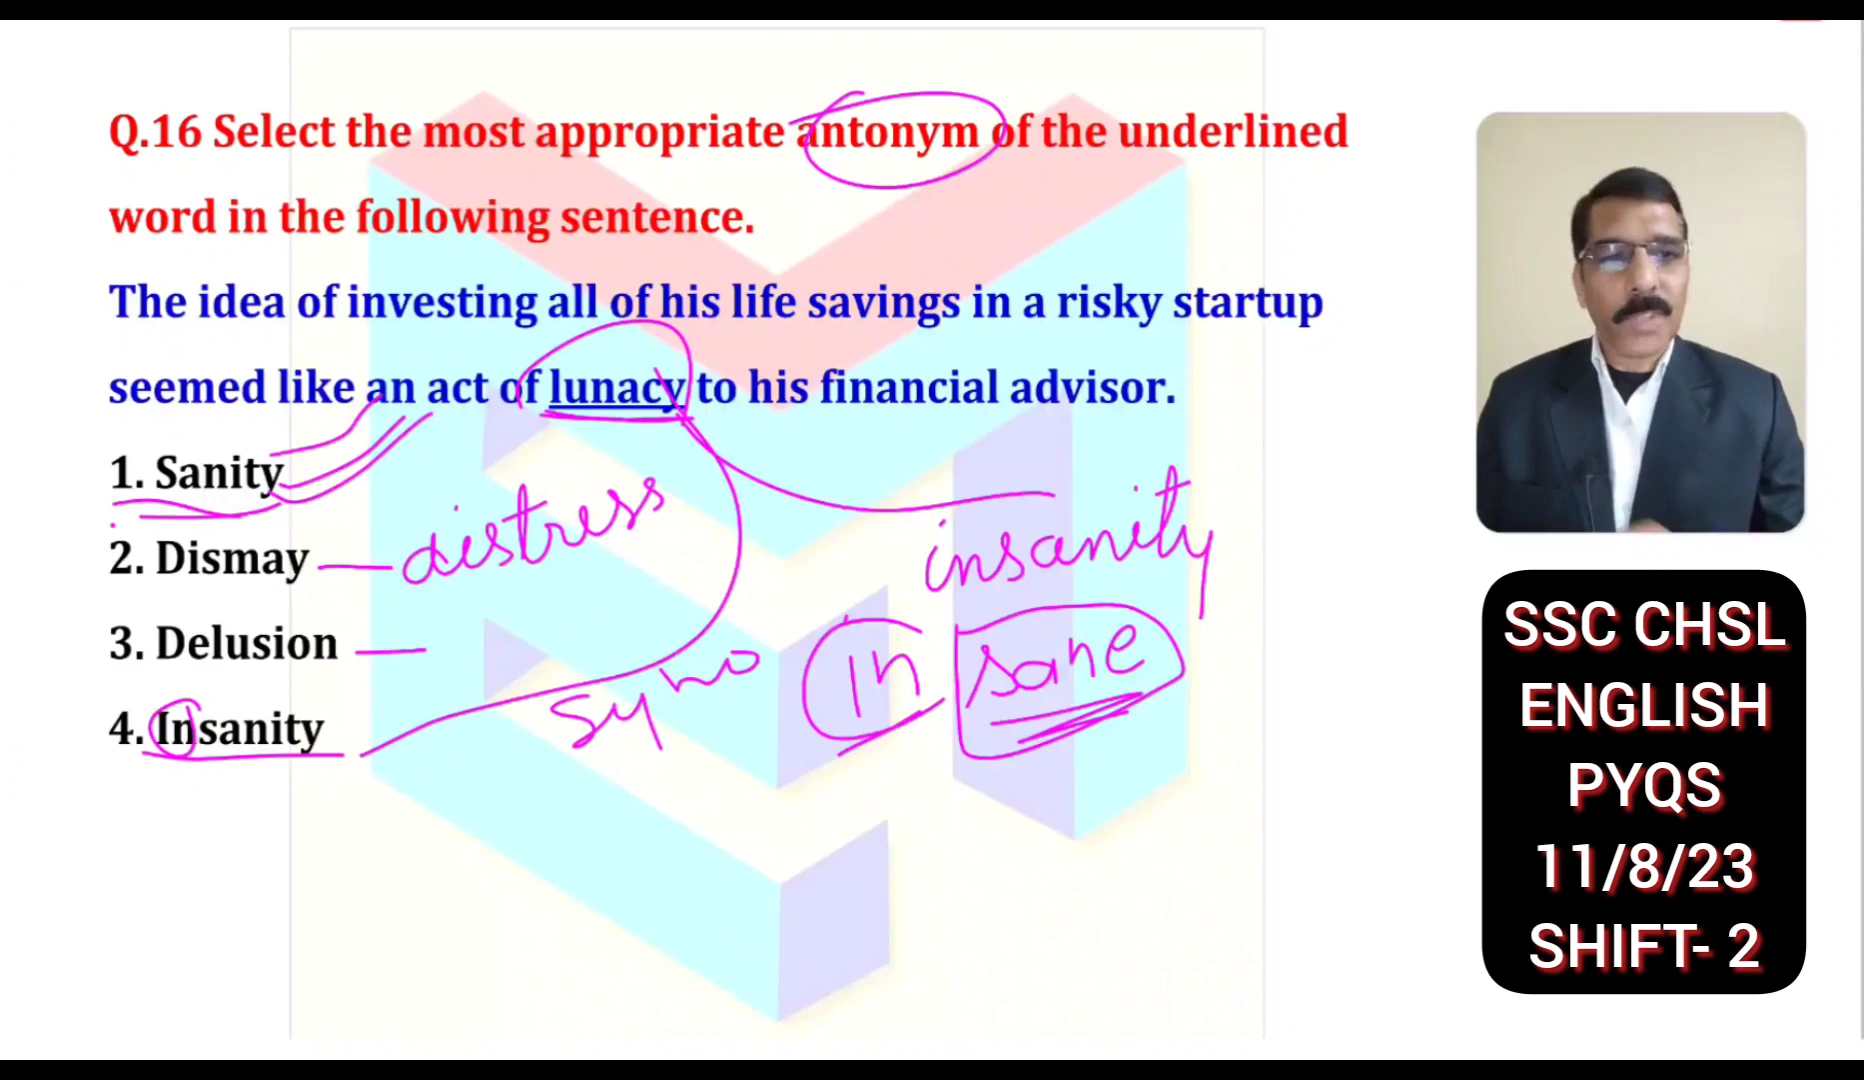 Q.16 Select the most appropriate antonym of the underlined
word in the following sentence.
The idea of investing all of his life savings in a risky startup
seemed like an act of lunacy to his financial advisor.
1. Sanity
2. Dismay
distress
3. Delusion
4. Insanity
syno
insanity
In sane
SSC CHSL
ENGLISH
PYQS
11/8/23
SHIFT- 2